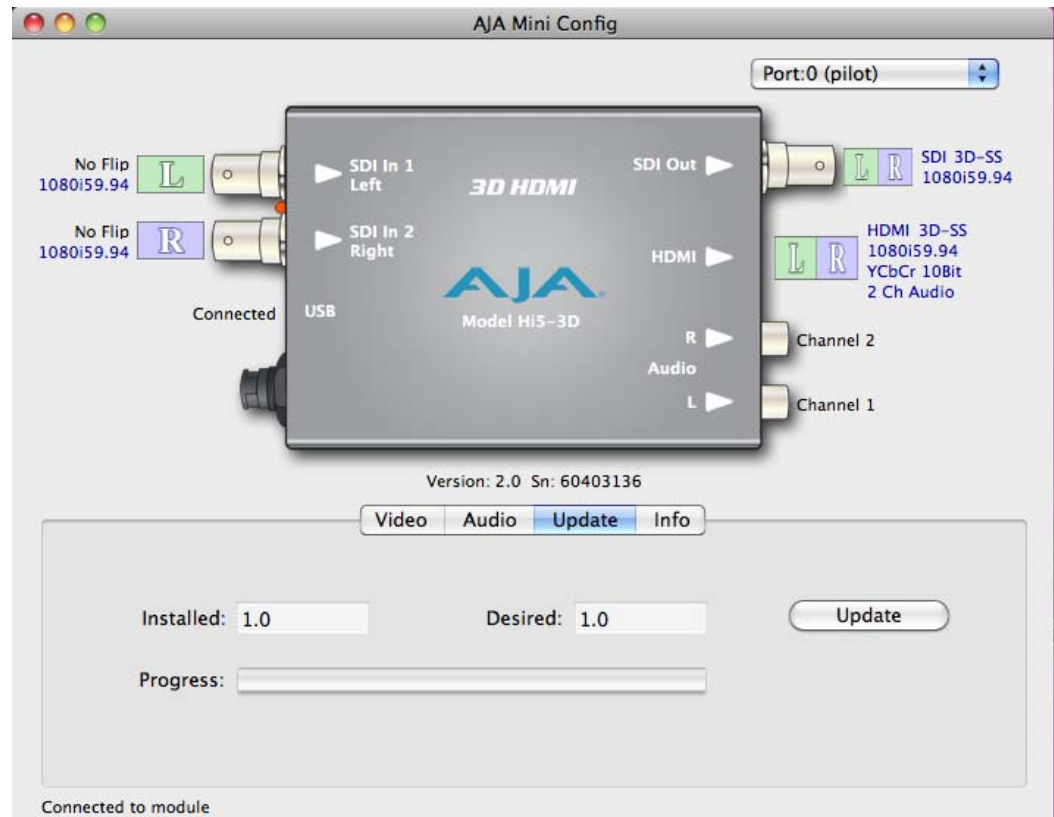 AJA Mini Config
Port:0 (pilot)
No Flip
1080i59.94
L
SDI In 1
Left
3D HDMI
SDI Out
L R
SDI 3D-SS
1080i59.94
No Flip
1080i59.94
R
SDI In 2
Right
HDMI
L R
HDMI 3D-SS
1080i59.94
YCbCr 10Bit
2 Ch Audio
AJA
Connected
USB
Model Hi5-3D
R
Channel 2
Audio
L
Channel 1
Version: 2.0 Sn: 60403136
Video Audio Update Info
Installed: 1.0 Desired: 1.0 Update
Progress:
Connected to module